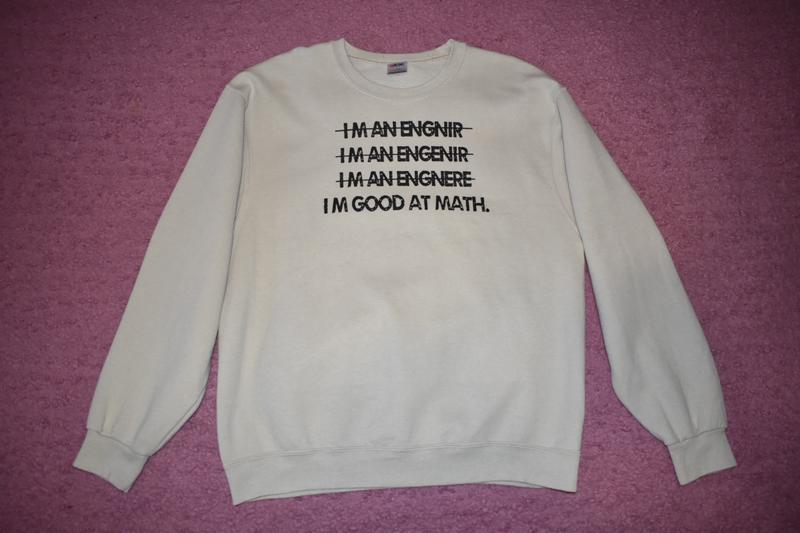 I M AN ENGNIR
I M AN ENGENIR
I M AN ENGNERE
I M GOOD AT MATH.